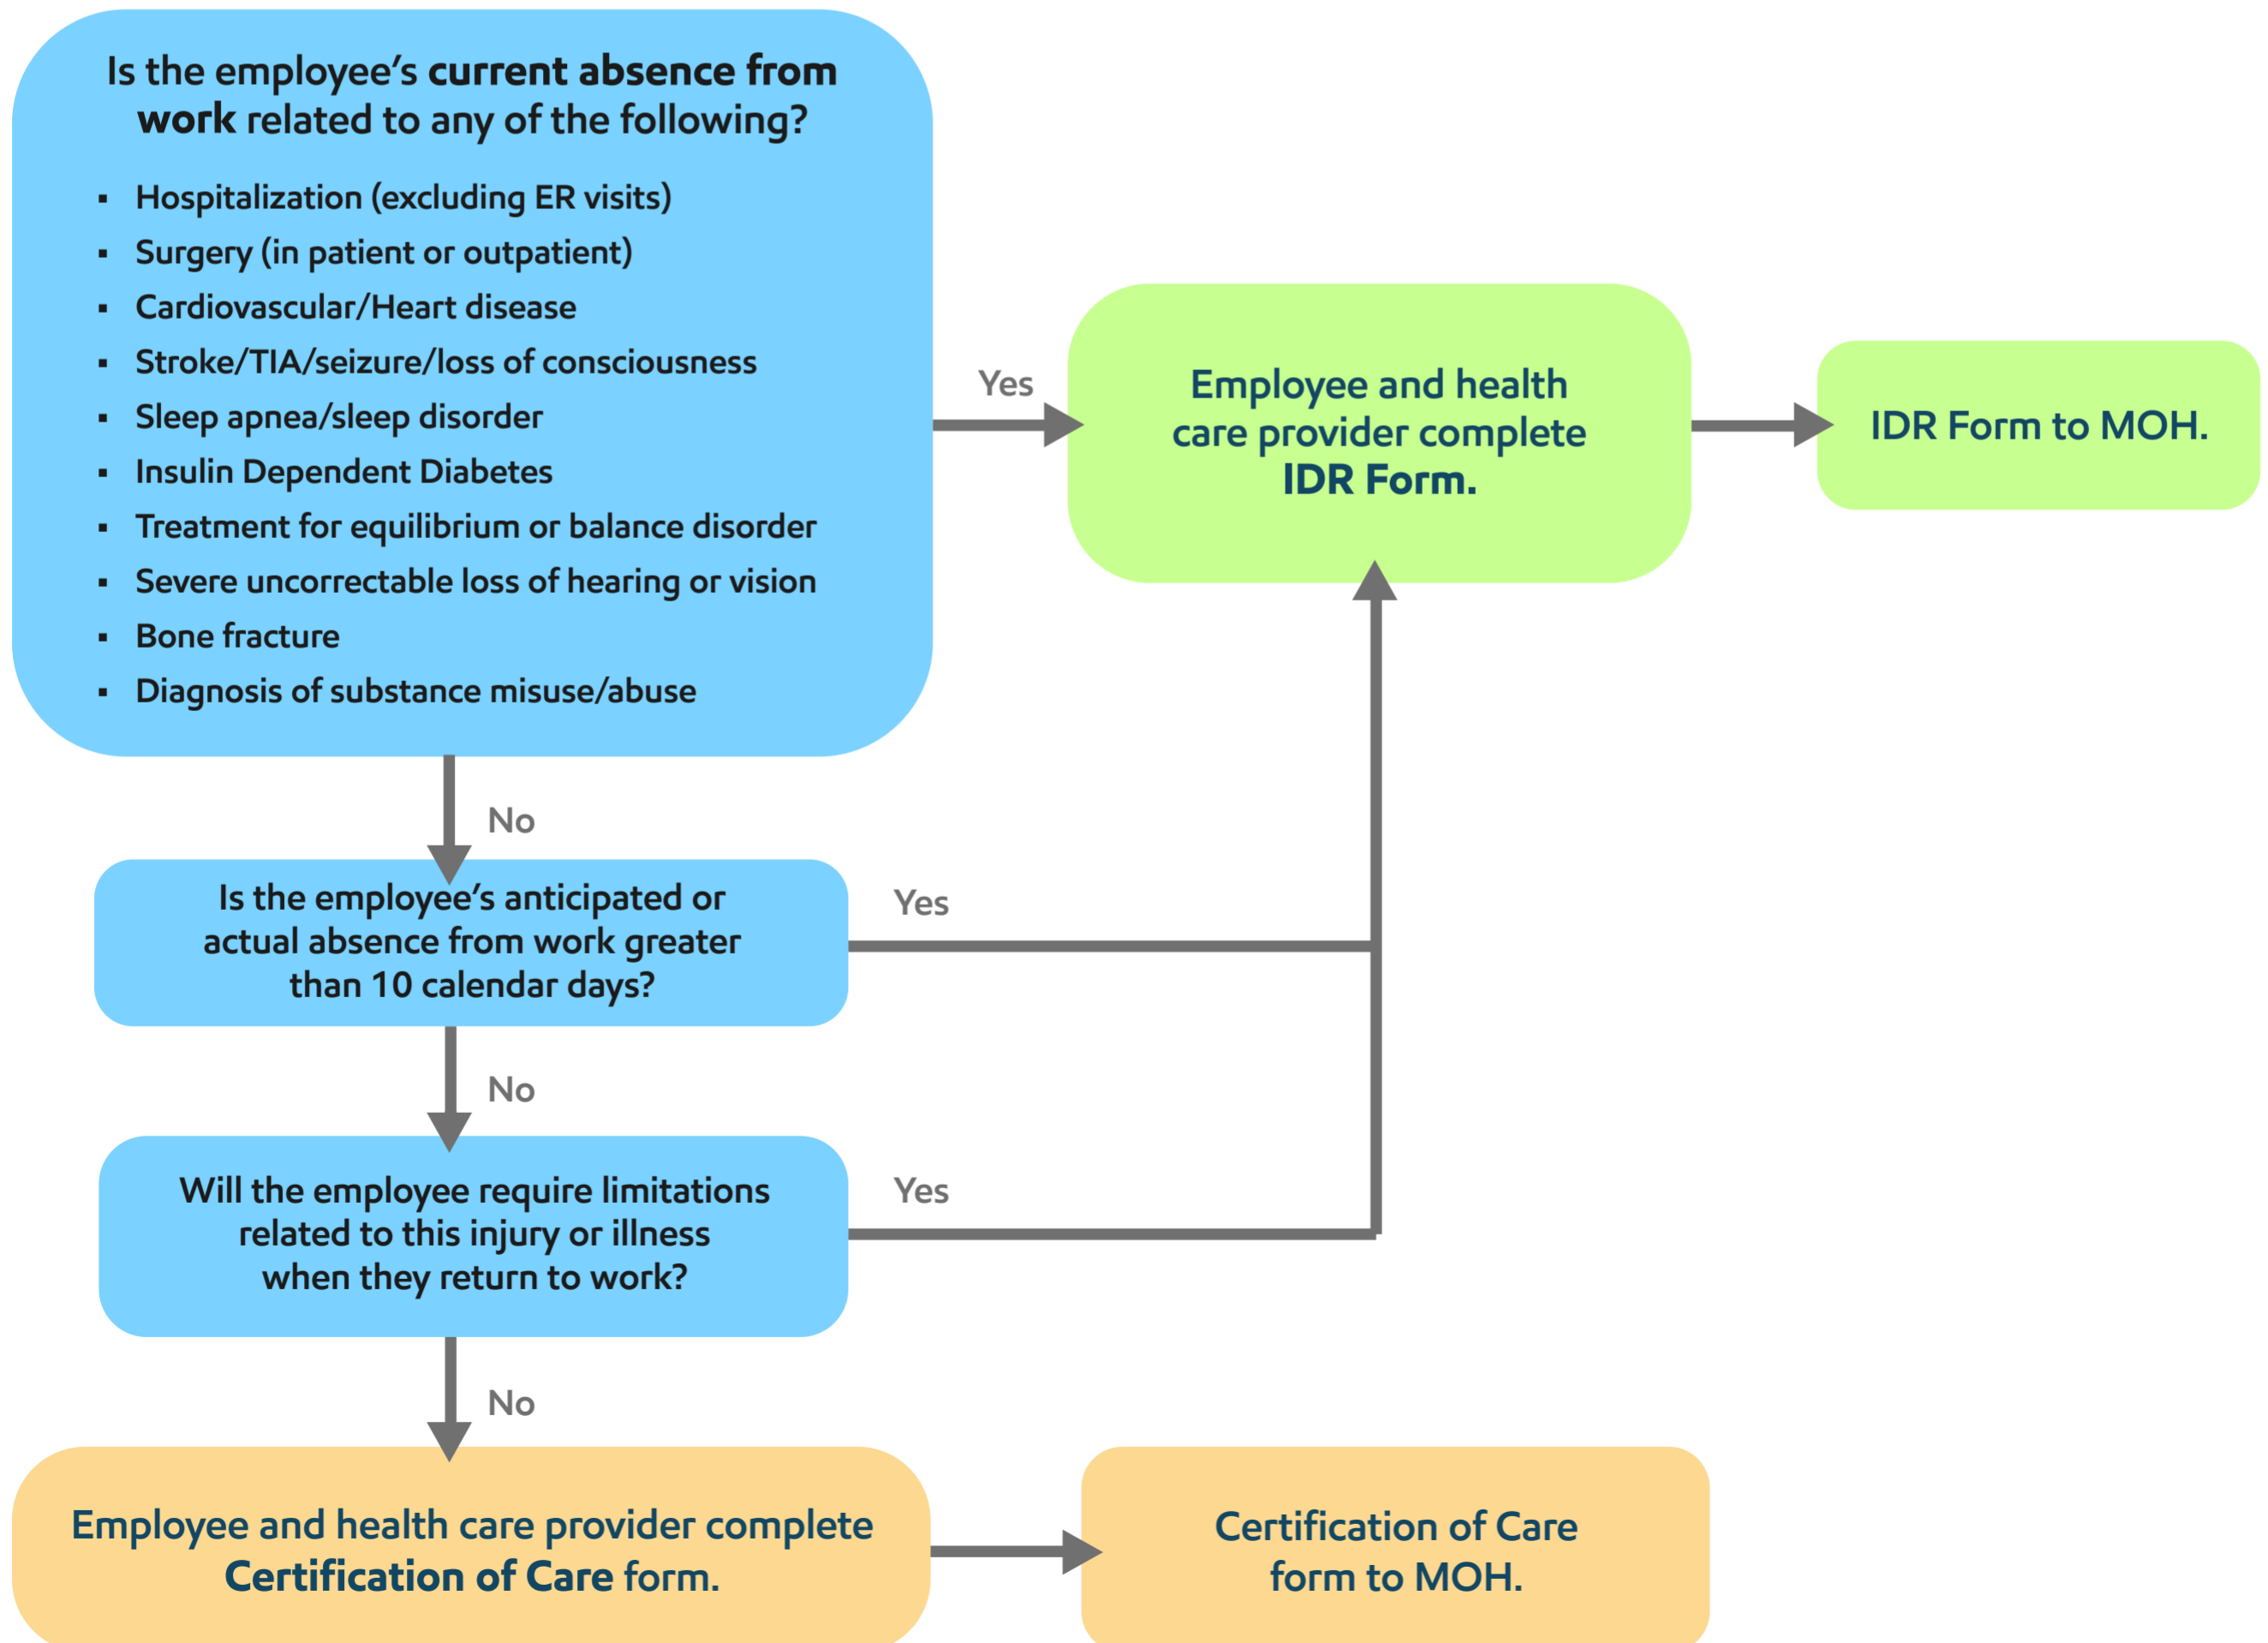 Is the employee’s current absence from
work related to any of the following?
▪ Hospitalization (excluding ER visits)
▪ Surgery (in patient or outpatient)
▪ Cardiovascular/Heart disease
▪ Stroke/TIA/seizure/loss of consciousness
▪ Sleep apnea/sleep disorder
▪ Insulin Dependent Diabetes
▪ Treatment for equilibrium or balance disorder
▪ Severe uncorrectable loss of hearing or vision
▪ Bone fracture
▪ Diagnosis of substance misuse/abuse
Yes
Employee and health
care provider complete
IDR Form.
IDR Form to MOH.
No
Is the employee’s anticipated or
actual absence from work greater
than 10 calendar days?
Yes
No
Will the employee require limitations
related to this injury or illness
when they return to work?
Yes
No
Employee and health care provider complete
Certification of Care form.
Certification of Care
form to MOH.